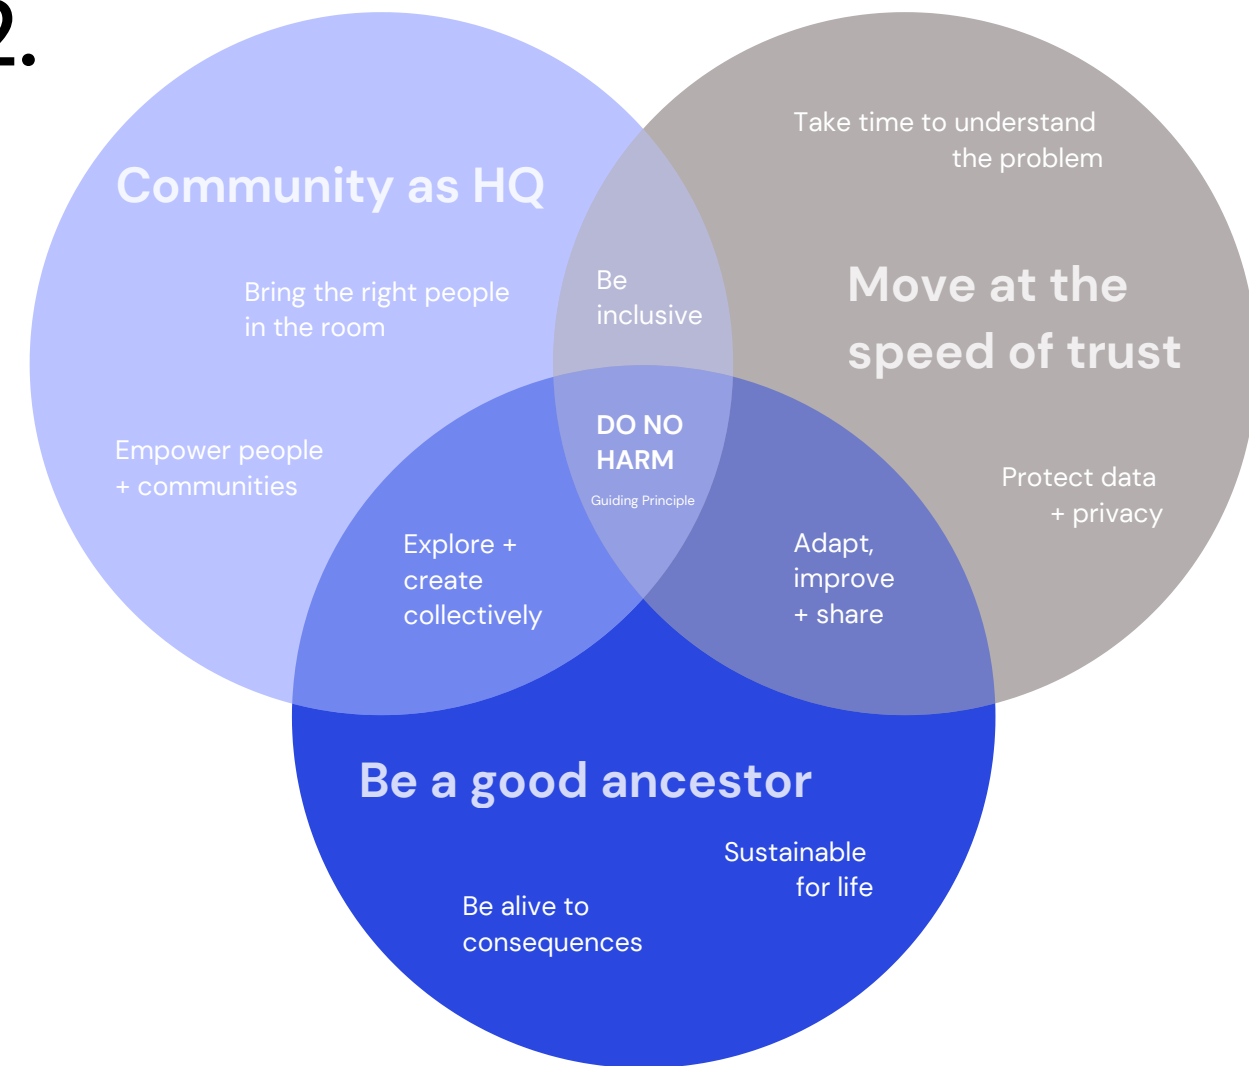 2.
Community as HQ
Bring the right people
in the room
Empower people
+ communities
Be
inclusive
Take time to understand
the problem
Move at the
speed of trust
Protect data
+ privacy
DO NO
HARM
Guiding Principle
Explore +
create
collectively
Adapt,
improve
+ share
Be a good ancestor
Sustainable
for life
Be alive to
consequences